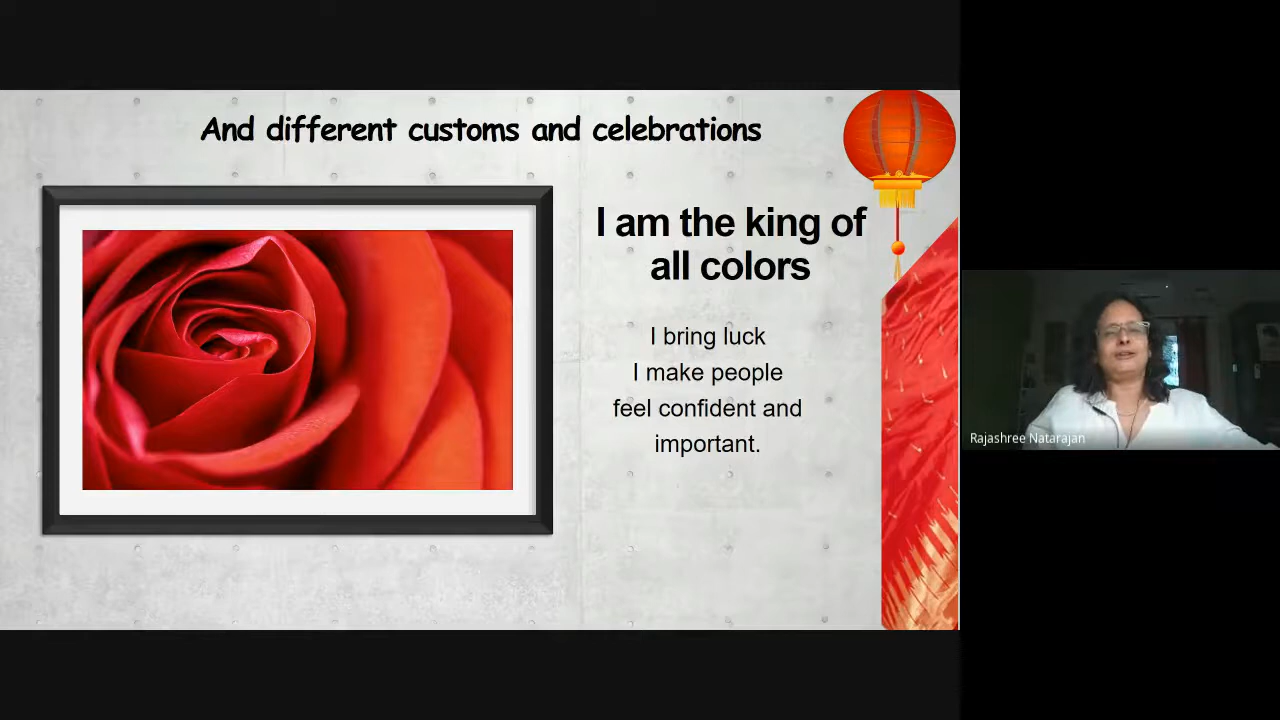 And different customs and celebrations
I am the king of
all colors
I bring luck
I make people
feel confident and
important.
Rajashree Natarajan